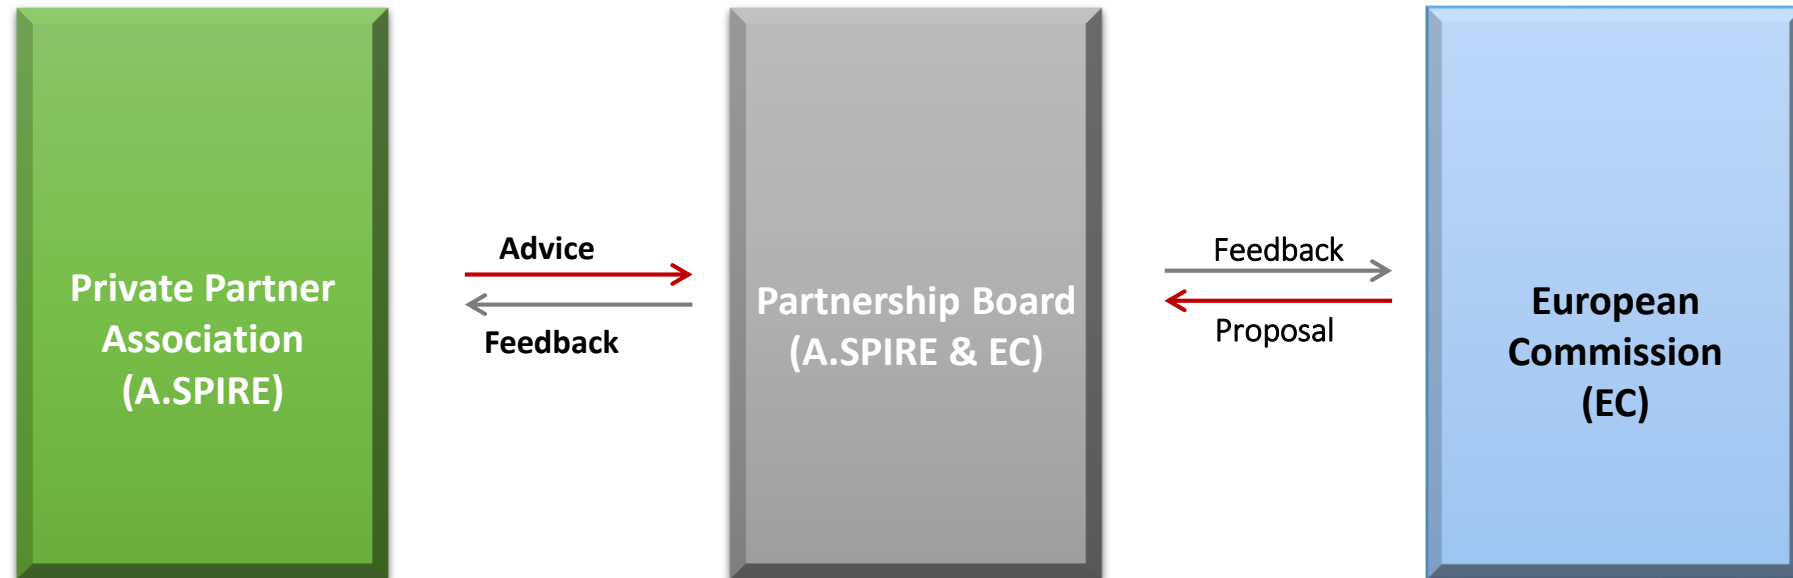 Private Partner
Association
(A.SPIRE)
Advice
Feedback
Partnership Board
(A.SPIRE & EC)
Feedback
Proposal
European
Commission
(EC)